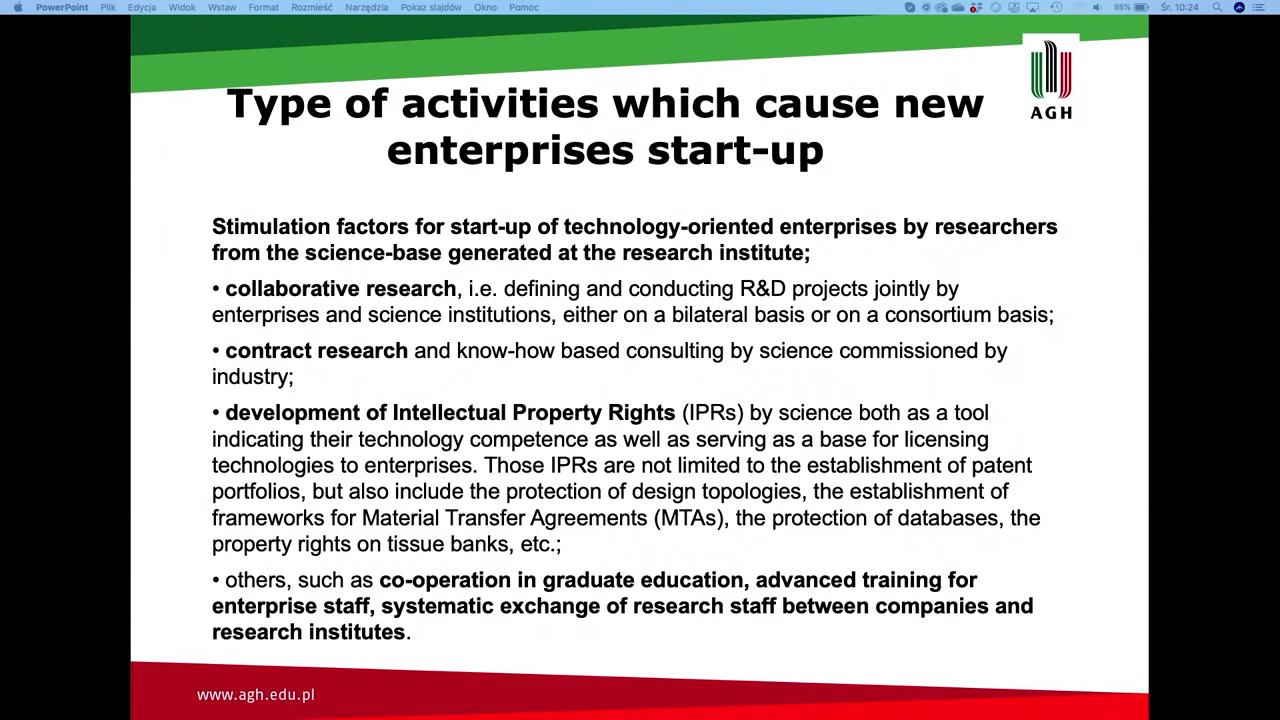 PowerPoint Plik Edycja Widok Wstaw Format Rozmieść Narzędzia Pokaz slajdów Okno Pomoc 86% Śr. 10:24
AGH
Type of activities which cause new
enterprises start-up
Stimulation factors for start-up of technology-oriented enterprises by researchers
from the science-base generated at the research institute;
• collaborative research, i.e. defining and conducting R&D projects jointly by
enterprises and science institutions, either on a bilateral basis or on a consortium basis;
• contract research and know-how based consulting by science commissioned by
industry;
• development of Intellectual Property Rights (IPRs) by science both as a tool
indicating their technology competence as well as serving as a base for licensing
technologies to enterprises. Those IPRs are not limited to the establishment of patent
portfolios, but also include the protection of design topologies, the establishment of
frameworks for Material Transfer Agreements (MTAs), the protection of databases, the
property rights on tissue banks, etc.;
• others, such as co-operation in graduate education, advanced training for
enterprise staff, systematic exchange of research staff between companies and
research institutes.
www.agh.edu.pl